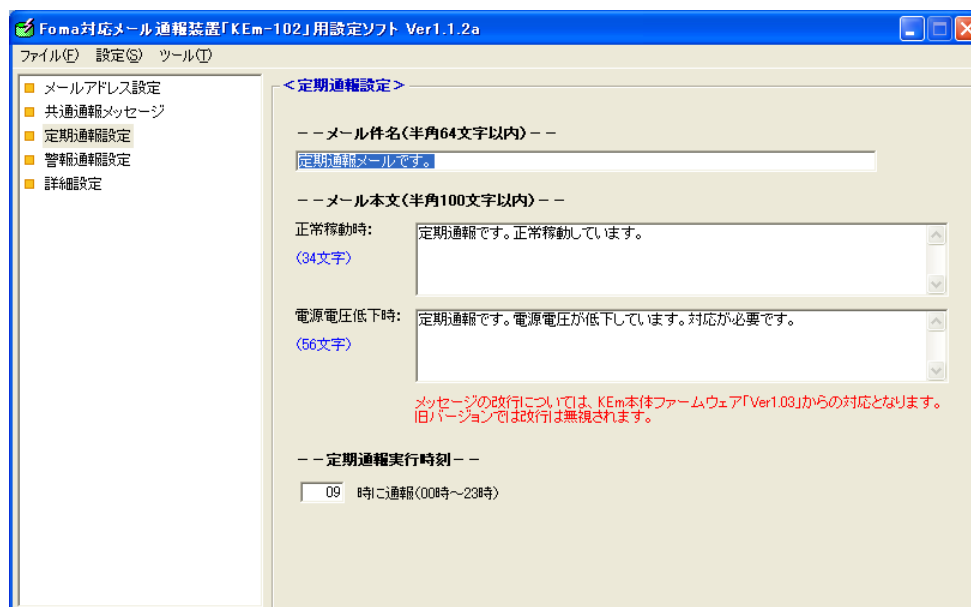 Foma対応メール通報装置「KEm-102」用設定ソフト Ver1.1.2a
ファイル(F) 設定(S) ツール(T)
メールアドレス設定
共通通報メッセージ
定期通報設定
警報通報設定
詳細設定
<定期通報設定>
--メール件名(半角64文字以内)--
定期通報メールです。
--メール本文(半角100文字以内)--
正常稼動時:
(34文字)
定期通報です。正常稼動しています。
電源電圧低下時:
(56文字)
定期通報です。電源電圧が低下しています。対応が必要です。
メッセージの改行については、KEm本体ファームウェア「Ver1.03」からの対応となります。
旧バージョンでは改行は無視されます。
--定期通報実行時刻--
09 時に通報(00時～23時)